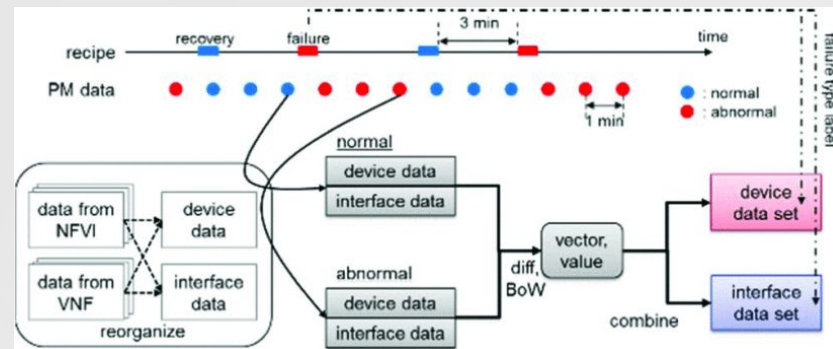 3 min
recovery
failure
time
recipe
PM data
: normal
: abnormal
1 min
failure type label
normal
device data
interface data
data from
NFVI
device
data
data from
VNF
interface
data
reorganize
abnormal
device data
interface data
diff,
BoW
vector,
value
combine
device
data set
interface
data set